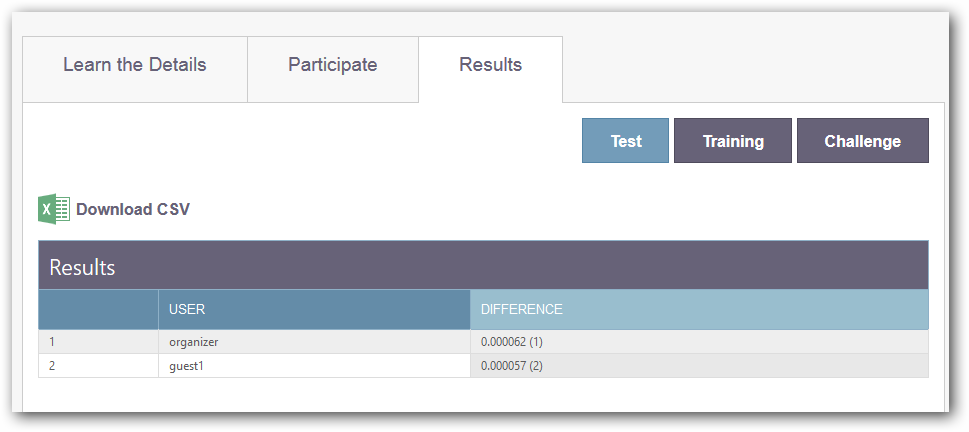 Learn the Details Participate Results
Test Training Challenge
X Download CSV
Results
USER DIFFERENCE
1 organizer 0.000062 (1)
2 guest1 0.000057 (2)